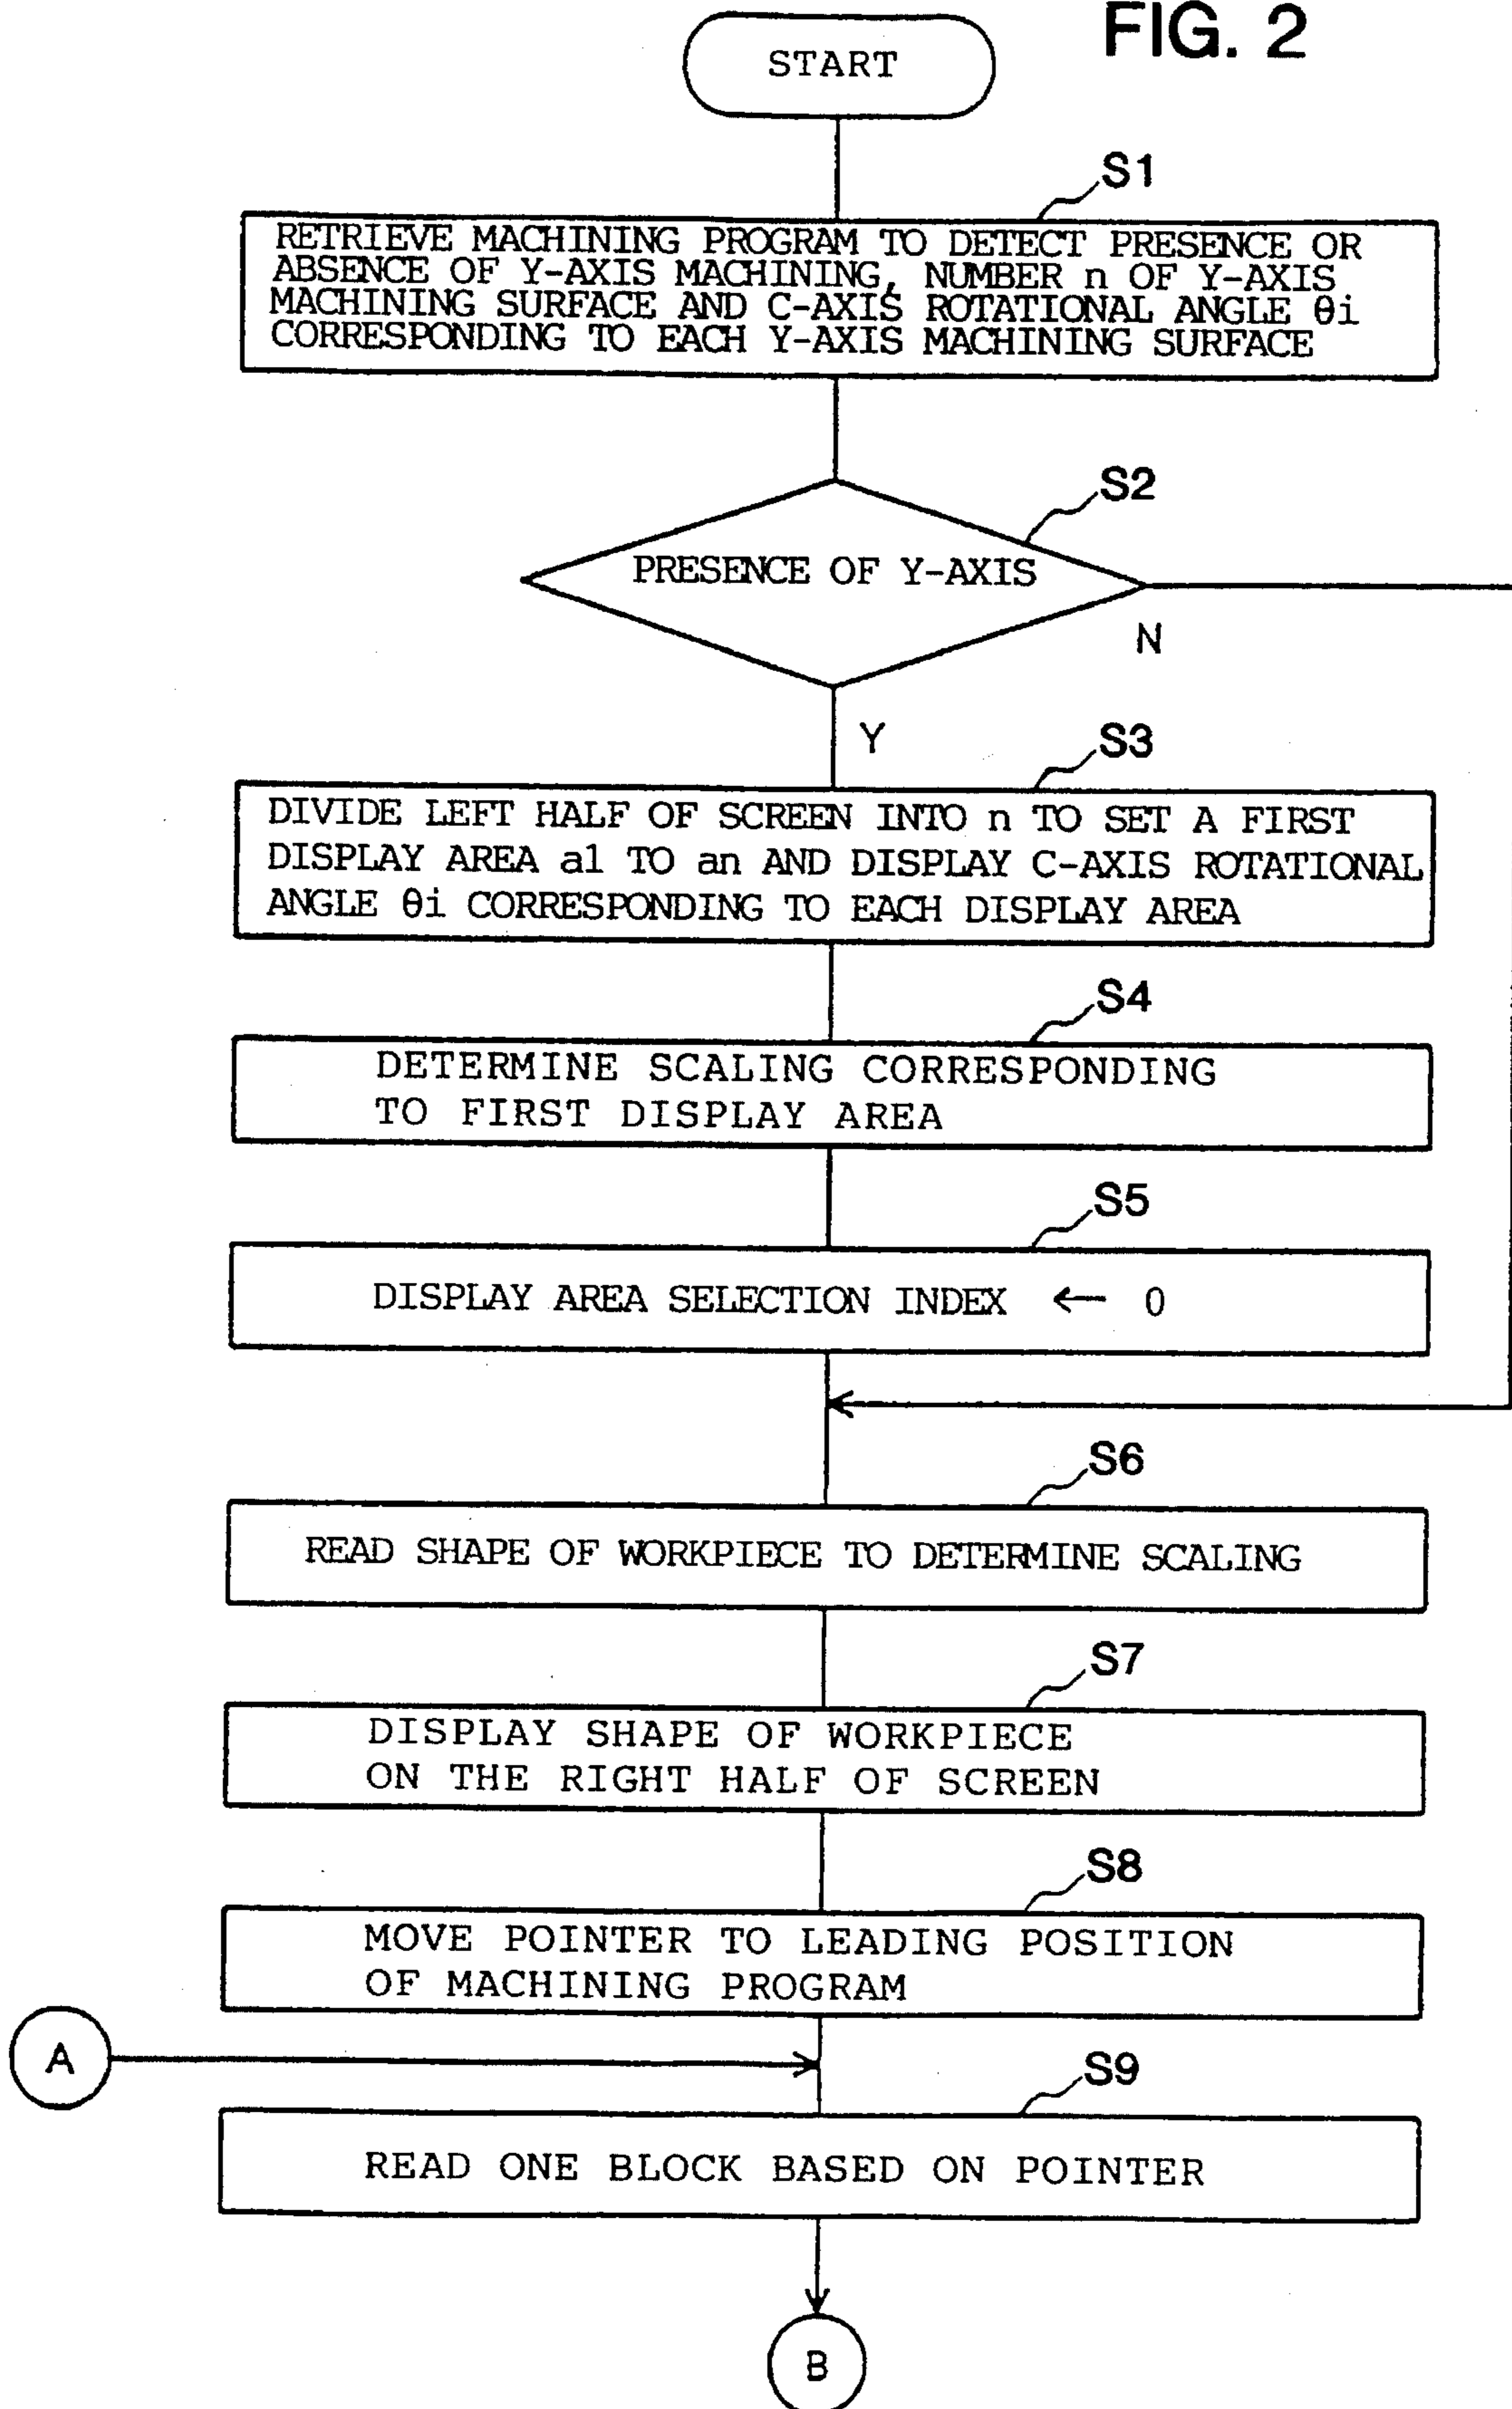 FIG. 2
START
S1
RETRIEVE MACHINING PROGRAM TO DETECT PRESENCE OR
ABSENCE OF Y-AXIS MACHINING, NUMBER n OF Y-AXIS
MACHINING SURFACE AND C-AXIS ROTATIONAL ANGLE θi
CORRESPONDING TO EACH Y-AXIS MACHINING SURFACE
S2
PRESENCE OF Y-AXIS
N
Y
S3
DIVIDE LEFT HALF OF SCREEN INTO n TO SET A FIRST
DISPLAY AREA a1 TO an AND DISPLAY C-AXIS ROTATIONAL
ANGLE θi CORRESPONDING TO EACH DISPLAY AREA
S4
DETERMINE SCALING CORRESPONDING
TO FIRST DISPLAY AREA
S5
DISPLAY AREA SELECTION INDEX ← 0
S6
READ SHAPE OF WORKPIECE TO DETERMINE SCALING
S7
DISPLAY SHAPE OF WORKPIECE
ON THE RIGHT HALF OF SCREEN
S8
MOVE POINTER TO LEADING POSITION
OF MACHINING PROGRAM
A
S9
READ ONE BLOCK BASED ON POINTER
B